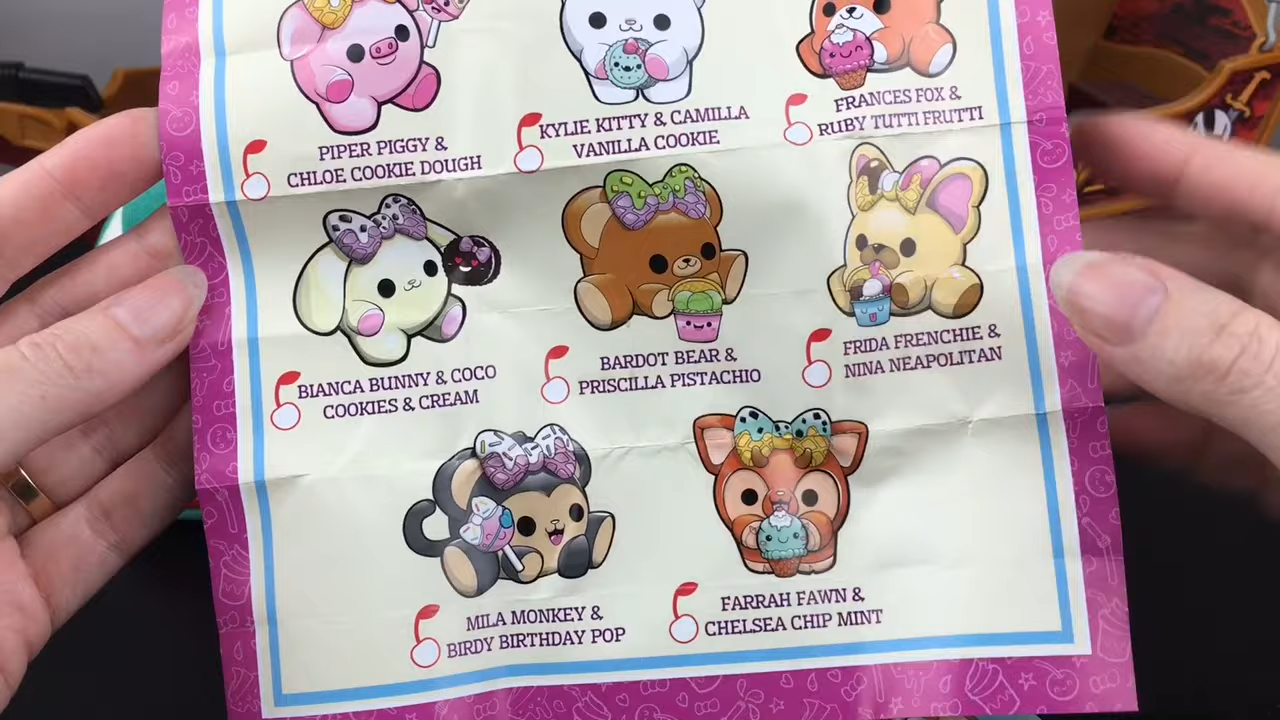 PIPER PIGGY &
CHLOE COOKIE DOUGH
KYLIE KITTY & CAMILLA
VANILLA COOKIE
FRANCES FOX &
RUBY TUTTI FRUTTI
BIANCA BUNNY & COCO
COOKIES & CREAM
BARDOT BEAR &
PRISCILLA PISTACHIO
FRIDA FRENCHIE &
NINA NEAPOLITAN
MILA MONKEY &
BIRDY BIRTHDAY POP
FARRAH FAWN &
CHELSEA CHIP MINT